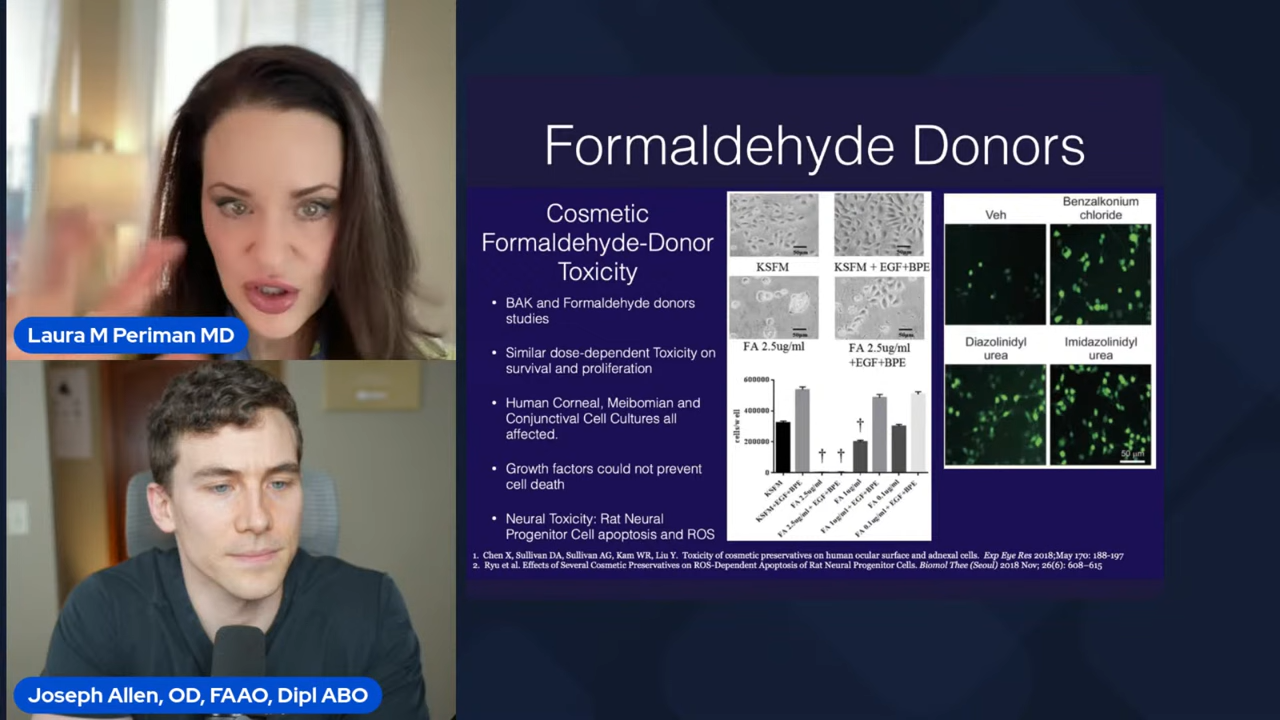 Laura M Periman MD
Joseph Allen, OD, FAAO, Dipl ABO
Formaldehyde Donors
Cosmetic
Formaldehyde-Donor
Toxicity
• BAK and Formaldehyde donors
studies
• Similar dose-dependent Toxicity on
survival and proliferation
• Human Corneal, Meibomian and
Conjunctival Cell Cultures all
affected.
• Growth factors could not prevent
cell death
• Neural Toxicity: Rat Neural
Progenitor Cell apoptosis and ROS
50μm
50μm
KSFM
KSFM + EGF+BPE
50μm
50μm
FA 2.5ug/ml
FA 2.5ug/ml
+EGF+BPE
cells/well
600000
400000
200000
0
†
†
†
KSFM
KSFM+EGF+BPE
FA 2.5ug/ml
FA 2.5ug/ml + EGF+BPE
FA 1ug/ml
FA 1ug/ml + EGF+BPE
FA 0.1ug/ml
FA 0.1ug/ml + EGF+BPE
Veh
Benzalkonium
chloride
Diazolinidyl
urea
Imidazolinidyl
urea
50 μm
1. Chen X, Sullivan DA, Sullivan AG, Kam WR, Liu Y. Toxicity of cosmetic preservatives on human ocular surface and adnexal cells. Exp Eye Res 2018;May 170: 188-197
2. Ryu et al. Effects of Several Cosmetic Preservatives on ROS-Dependent Apoptosis of Rat Neural Progenitor Cells. Biomol Thee (Seoul) 2018 Nov; 26(6): 608–615